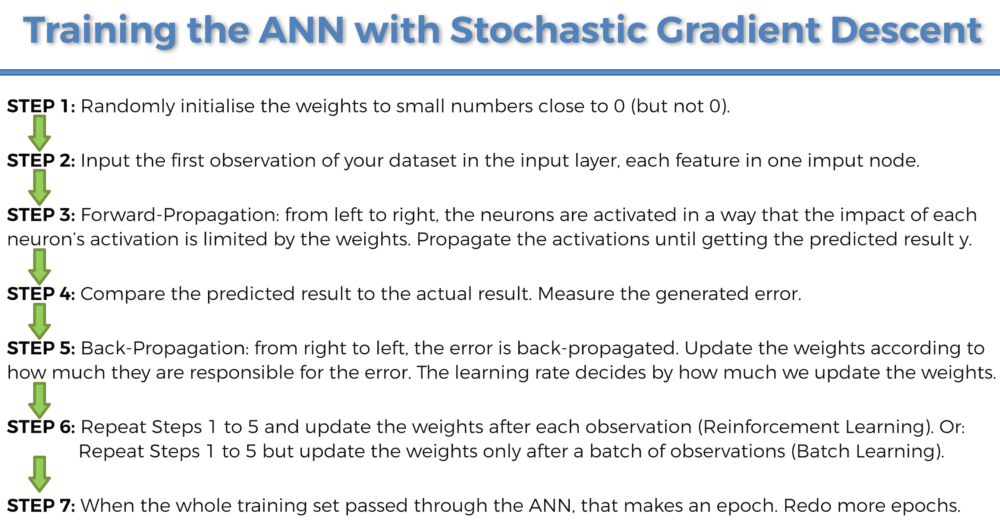 Training the ANN with Stochastic Gradient Descent
STEP 1: Randomly initialise the weights to small numbers close to 0 (but not 0).
STEP 2: Input the first observation of your dataset in the input layer, each feature in one imput node.
STEP 3: Forward-Propagation: from left to right, the neurons are activated in a way that the impact of each
neuron’s activation is limited by the weights. Propagate the activations until getting the predicted result y.
STEP 4: Compare the predicted result to the actual result. Measure the generated error.
STEP 5: Back-Propagation: from right to left, the error is back-propagated. Update the weights according to
how much they are responsible for the error. The learning rate decides by how much we update the weights.
STEP 6: Repeat Steps 1 to 5 and update the weights after each observation (Reinforcement Learning). Or:
Repeat Steps 1 to 5 but update the weights only after a batch of observations (Batch Learning).
STEP 7: When the whole training set passed through the ANN, that makes an epoch. Redo more epochs.